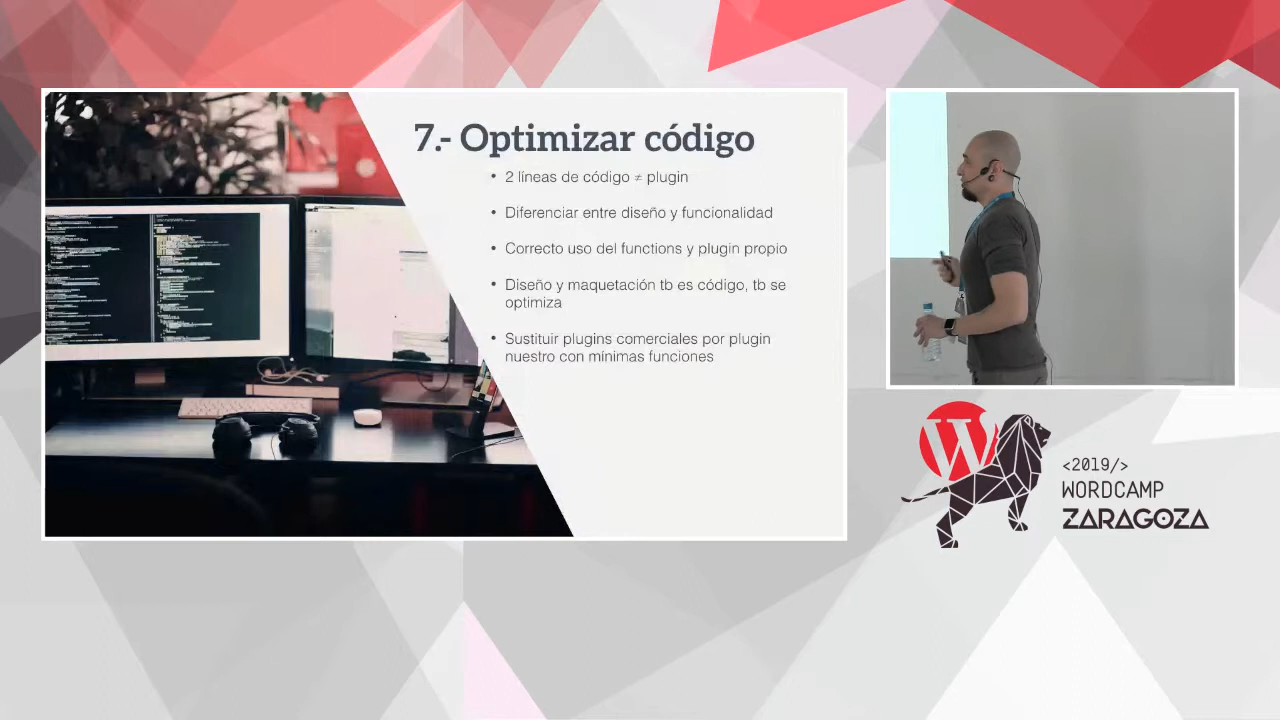 7.- Optimizar código
• 2 líneas de código ≠ plugin
• Diferenciar entre diseño y funcionalidad
• Correcto uso del functions y plugin propio
• Diseño y maquetación tb es código, tb se
optimiza
• Sustituir plugins comerciales por plugin
nuestro con mínimas funciones
W
<2019/>
WORDCAMP
ZARAGOZA